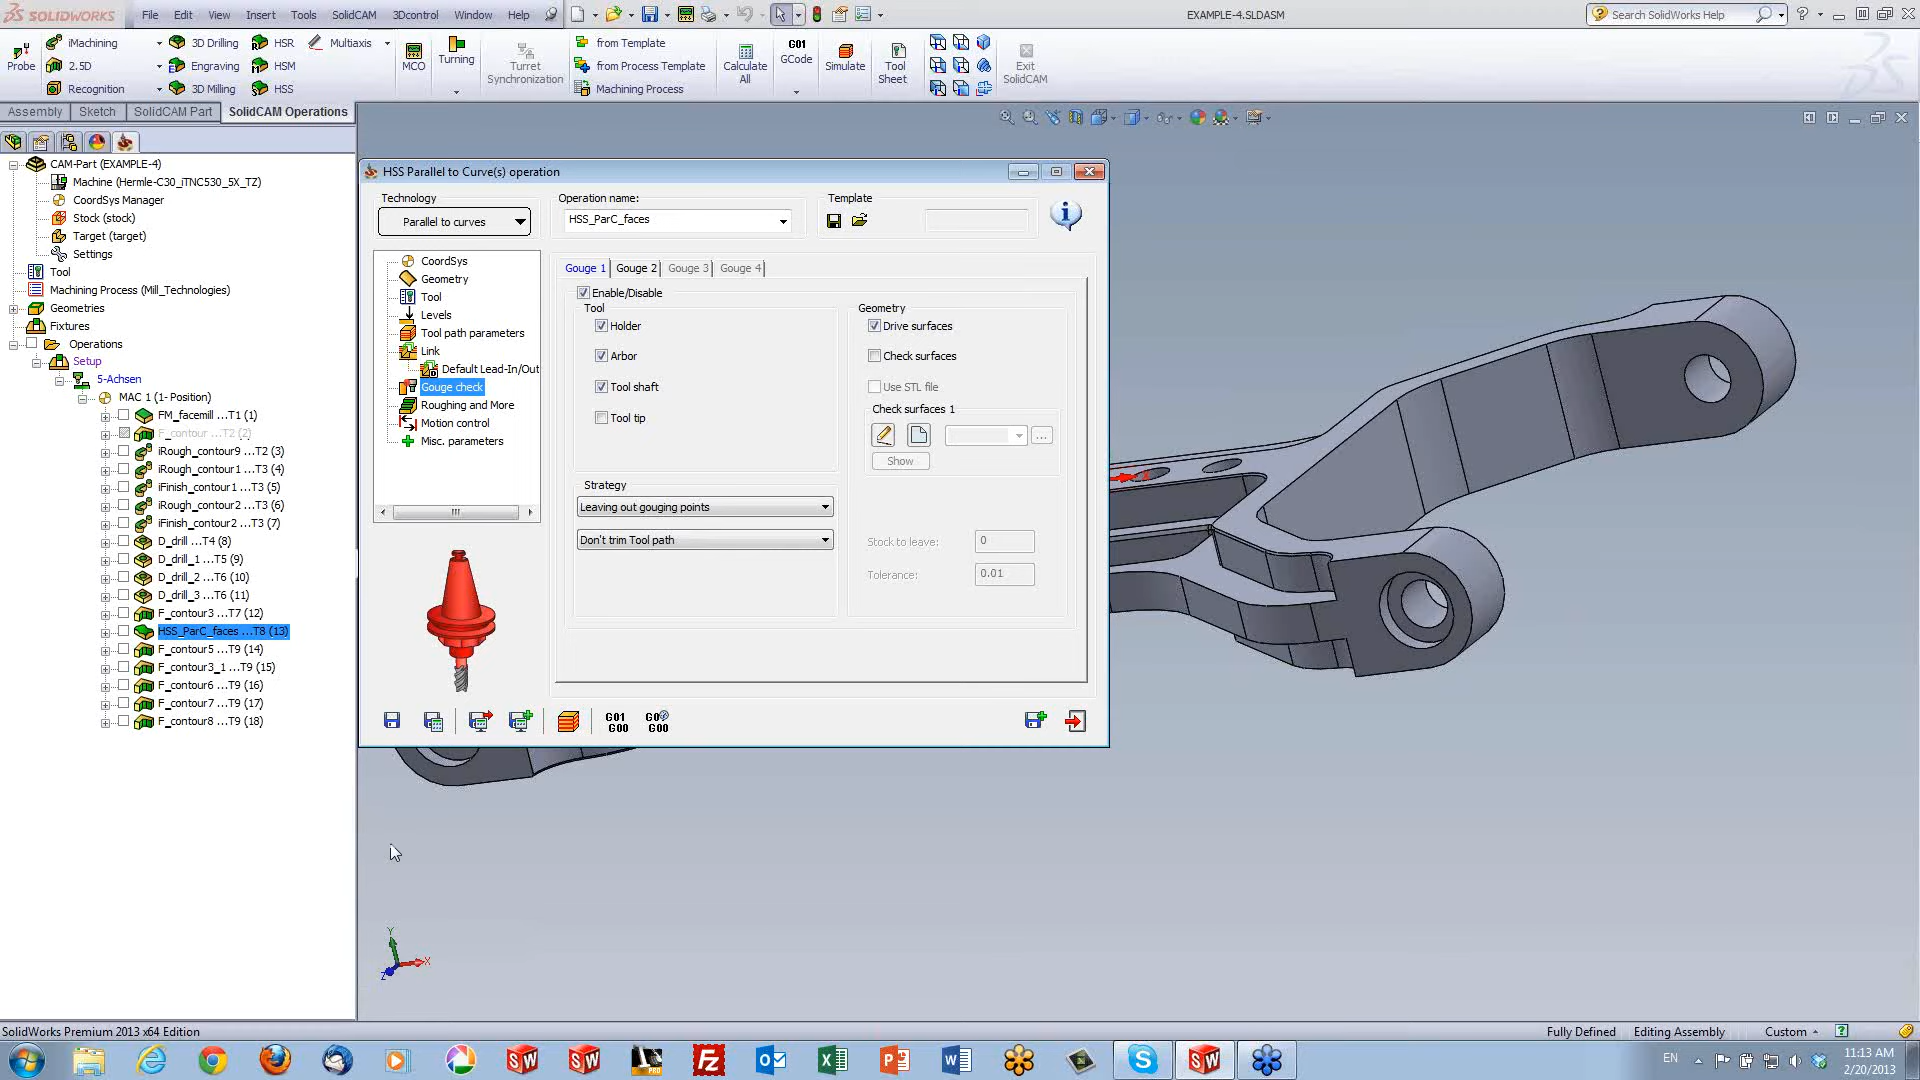 SOLIDWORKS File Edit View Insert Tools SolidCAM 3Dcontrol Window Help EXAMPLE-4.SLDASM Search SolidWorks Help
iMachining 3D Drilling HSR Multiaxis from Template
Probe 2.5D Engraving HSM MCO Turning Turret Synchronization from Process Template Calculate All G01 GCode Simulate Tool Sheet Exit SolidCAM
Recognition 3D Milling HSS Machining Process
Assembly Sketch SolidCAM Part SolidCAM Operations
CAM-Part (EXAMPLE-4)
Machine (Hermle-C30_iTNC530_5X_TZ)
CoordSys Manager
Stock (stock)
Target (target)
Settings
Tool
Machining Process (Mill_Technologies)
Geometries
Fixtures
Operations
Setup
5-Achsen
MAC 1 (1- Position)
FM_facemill ...T1 (1)
F_contour ...T2 (2)
iRough_contour9 ...T2 (3)
iRough_contour1 ...T3 (4)
iFinish_contour1 ...T3 (5)
iRough_contour2 ...T3 (6)
iFinish_contour2 ...T3 (7)
D_drill ...T4 (8)
D_drill_1 ...T5 (9)
D_drill_2 ...T6 (10)
D_drill_3 ...T6 (11)
F_contour3 ...T7 (12)
HSS_ParC_faces ...T8 (13)
F_contour5 ...T9 (14)
F_contour3_1 ...T9 (15)
F_contour6 ...T9 (16)
F_contour7 ...T9 (17)
F_contour8 ...T9 (18)
HSS Parallel to Curve(s) operation
Technology
Parallel to curves
Operation name:
HSS_ParC_faces
Template
CoordSys
Geometry
Tool
Levels
Tool path parameters
Link
Default Lead-In/Out
Gouge check
Roughing and More
Motion control
Misc. parameters
Gouge 1 Gouge 2 Gouge 3 Gouge 4
Enable/Disable
Tool
Holder
Arbor
Tool shaft
Tool tip
Geometry
Drive surfaces
Check surfaces
Use STL file
Check surfaces 1
...
Show
Strategy
Leaving out gouging points
Don't trim Tool path
Stock to leave: 0
Tolerance: 0.01
G01 G00
G00
Y
X
Z
SolidWorks Premium 2013 x64 Edition Fully Defined Editing Assembly Custom
EN 11:13 AM
2/20/2013